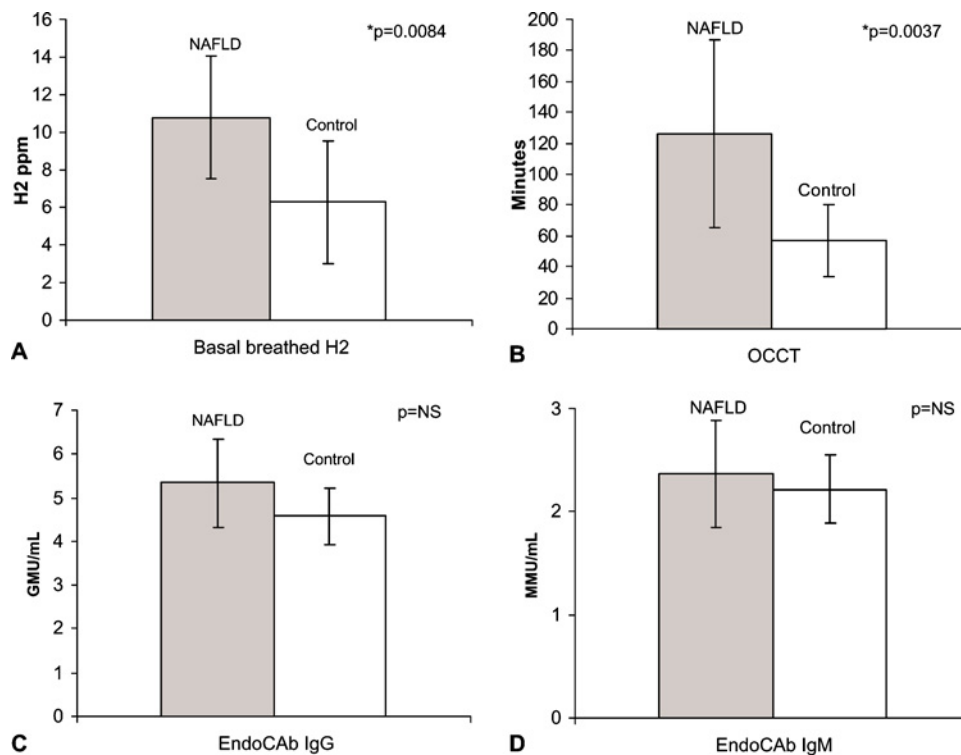 16
14
12
10
8
6
4
2
0
H2 ppm
NAFLD
Control
*p=0.0084
A
Basal breathed H2
200
180
160
140
120
100
80
60
40
20
0
Minutes
NAFLD
Control
*p=0.0037
B
OCCT
7
6
5
4
3
2
1
0
GMU/mL
NAFLD
Control
p=NS
C
EndoCAb IgG
3
2
1
0
MMU/mL
NAFLD
Control
p=NS
D
EndoCAb IgM